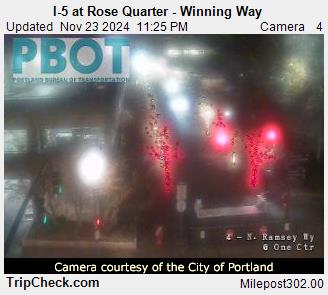 I-5 at Rose Quarter - Winning Way
Updated Nov 23 2024 11:25 PM Camera 4
PBOT
PORTLAND BUREAU OF TRANSPORTATION
4 - N. Ramsey Wy
@ One Ctr
Camera courtesy of the City of Portland
TripCheck.com Milepost302.00